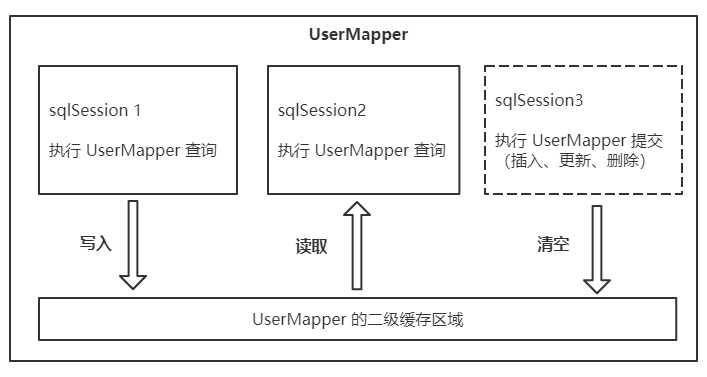 UserMapper
sqlSession 1
执行 UserMapper 查询
sqlSession2
执行 UserMapper 查询
sqlSession3
执行 UserMapper 提交
（插入、更新、删除）
写入
读取
清空
UserMapper 的二级缓存区域